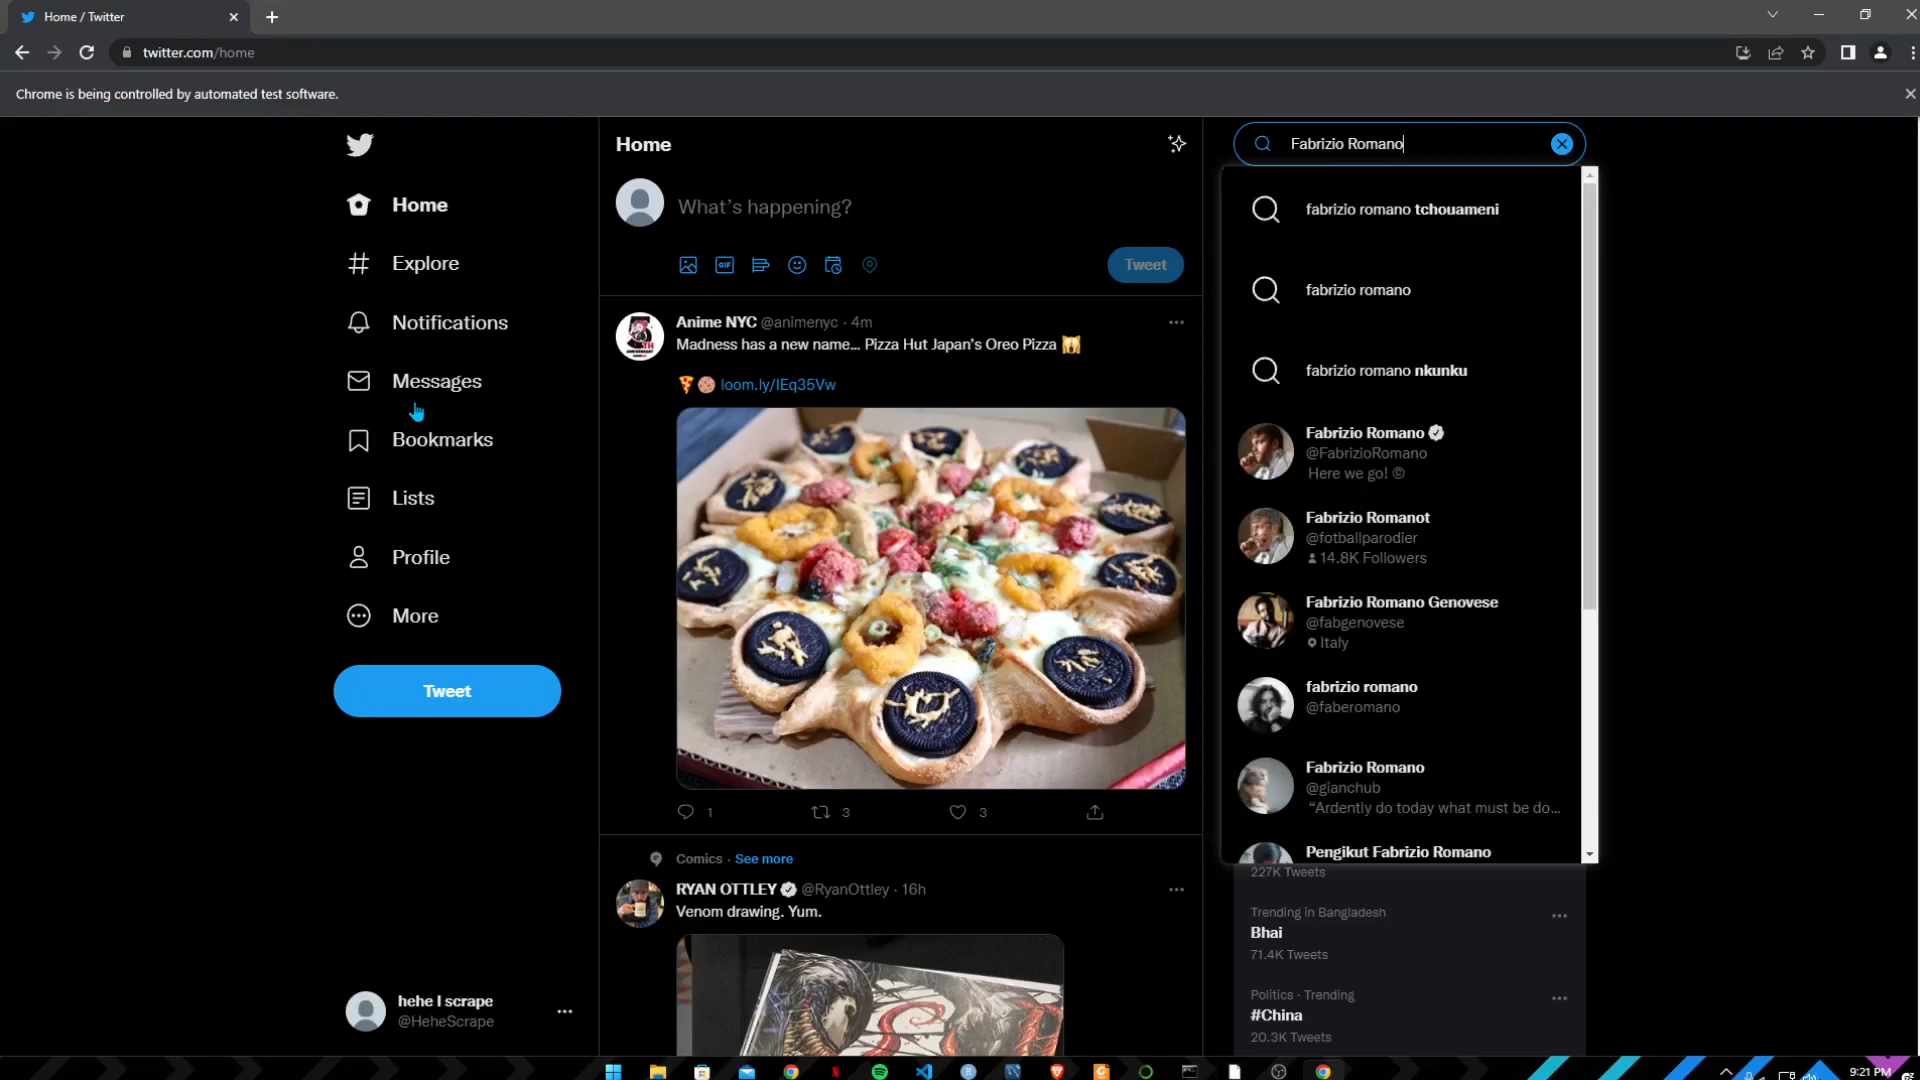 Home / Twitter
twitter.com/home
Chrome is being controlled by automated test software.
Home
Explore
Notifications
Messages
Bookmarks
Lists
Profile
More
Tweet
hehe I scrape
@HeheScrape
Home
What's happening?
GIF
Tweet
Anime NYC @animenyc · 4m
Madness has a new name... Pizza Hut Japan's Oreo Pizza
loom.ly/IEq35Vw
1 3 3
Comics · See more
RYAN OTTLEY @RyanOttley · 16h
Venom drawing. Yum.
Fabrizio Romano
fabrizio romano tchouameni
fabrizio romano
fabrizio romano nkunku
Fabrizio Romano
@FabrizioRomano
Here we go! ©
Fabrizio Romanot
@fotballparodier
14.8K Followers
Fabrizio Romano Genovese
@fabgenovese
Italy
fabrizio romano
@faberomano
Fabrizio Romano
@gianchub
“Ardently do today what must be do...
Pengikut Fabrizio Romano
227K Tweets
Trending in Bangladesh
Bhai
71.4K Tweets
Politics · Trending
#China
20.3K Tweets
9:21 PM